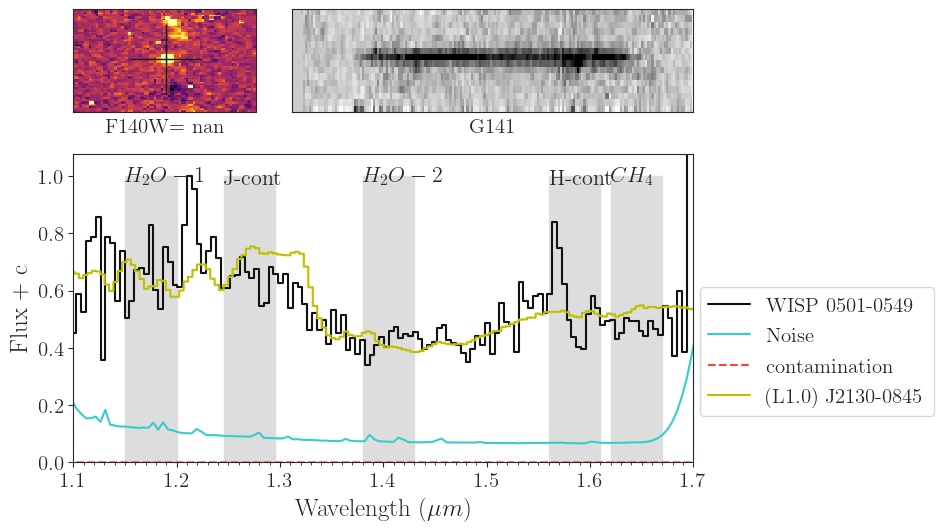 F140W= nan
G141
H₂O − 1
J-cont
H₂O − 2
H-cont
CH₄
1.0
0.8
0.6
0.4
0.2
0.0
Flux + c
1.1
1.2
1.3
1.4
1.5
1.6
1.7
Wavelength (μm)
WISP 0501-0549
Noise
contamination
(L1.0) J2130-0845